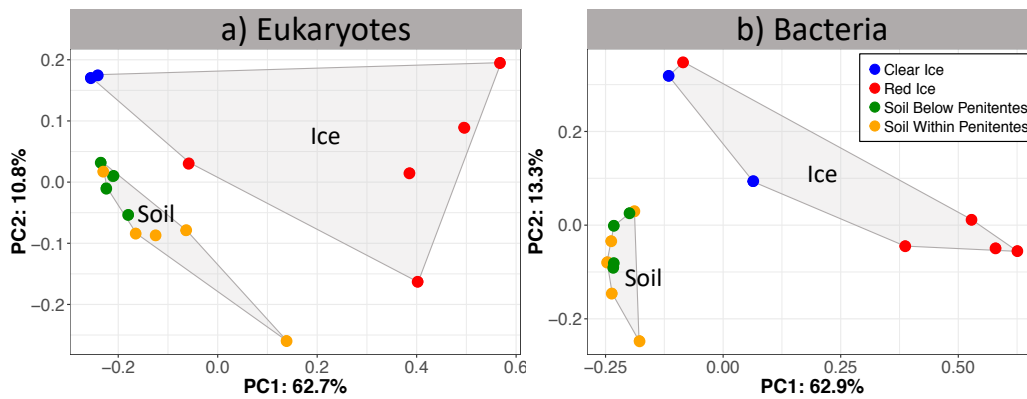 a) Eukaryotes
0.2
0.1
0.0
−0.1
−0.2
PC2: 10.8%
Ice
Soil
−0.2
0.0
0.2
0.4
0.6
PC1: 62.7%
b) Bacteria
Clear Ice
Red Ice
Soil Below Penitentes
Soil Within Penitentes
0.2
0.0
−0.2
PC2: 13.3%
Ice
Soil
−0.25
0.00
0.25
0.50
PC1: 62.9%